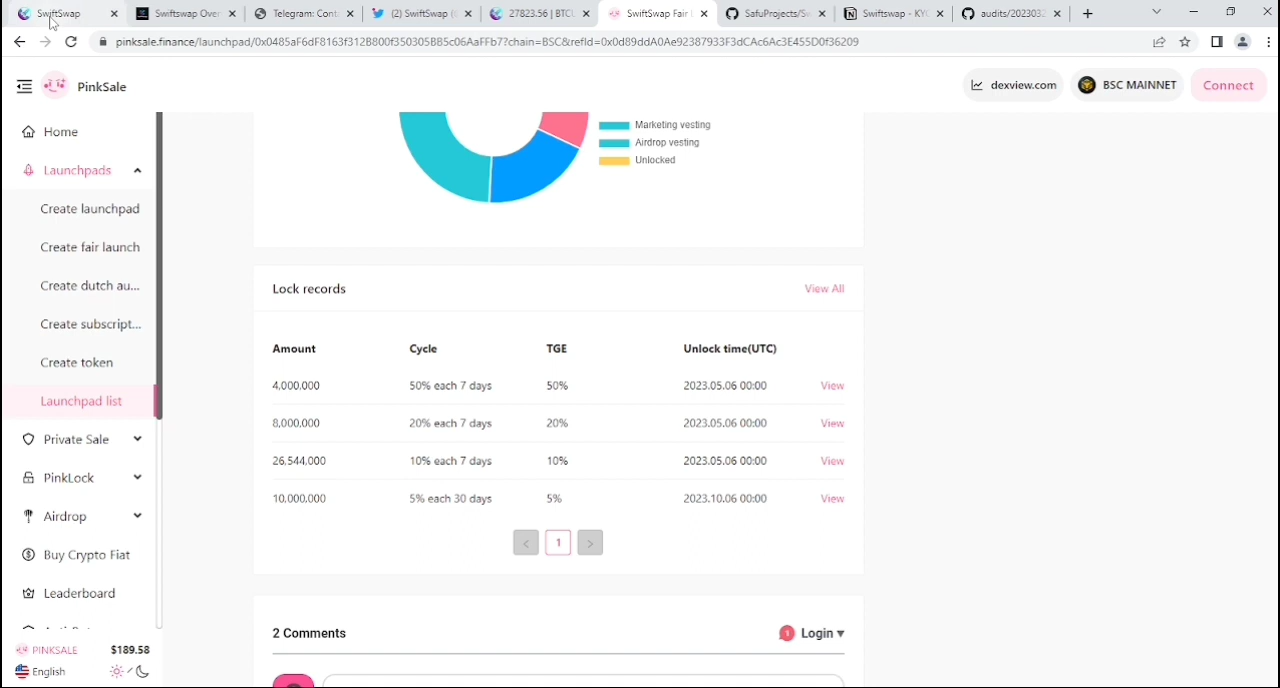 SwiftSwap
Swiftswap Over
Telegram: Cont
(2) SwiftSwap (
27823.56 | BTCU
SwiftSwap Fair L
SafuProjects/Sw
Swiftswap - KYC
audits/2023032
pinksale.finance/launchpad/0x0485aF6dF8163f312B800f350305BB5c06AaFFb7?chain=BSC&refId=0x0d89ddA0Ae92387933F3dCAc6Ac3E455D0f36209
PinkSale
dexview.com
BSC MAINNET
Connect
Home
Launchpads
Create launchpad
Create fair launch
Create dutch au...
Create subscript...
Create token
Launchpad list
Private Sale
PinkLock
Airdrop
Buy Crypto Fiat
Leaderboard
PINKSALE $189.58
English
Marketing vesting
Airdrop vesting
Unlocked
Lock records View All
Amount Cycle TGE Unlock time(UTC)
4,000,000 50% each 7 days 50% 2023.05.06 00:00 View
8,000,000 20% each 7 days 20% 2023.05.06 00:00 View
26,544,000 10% each 7 days 10% 2023.05.06 00:00 View
10,000,000 5% each 30 days 5% 2023.10.06 00:00 View
< 1 >
2 Comments 1 Login